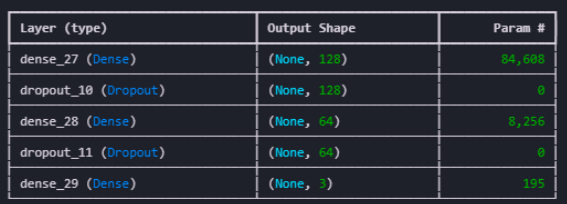 Layer (type) Output Shape Param #
dense_27 (Dense) (None, 128) 84,608
dropout_10 (Dropout) (None, 128) 0
dense_28 (Dense) (None, 64) 8,256
dropout_11 (Dropout) (None, 64) 0
dense_29 (Dense) (None, 3) 195